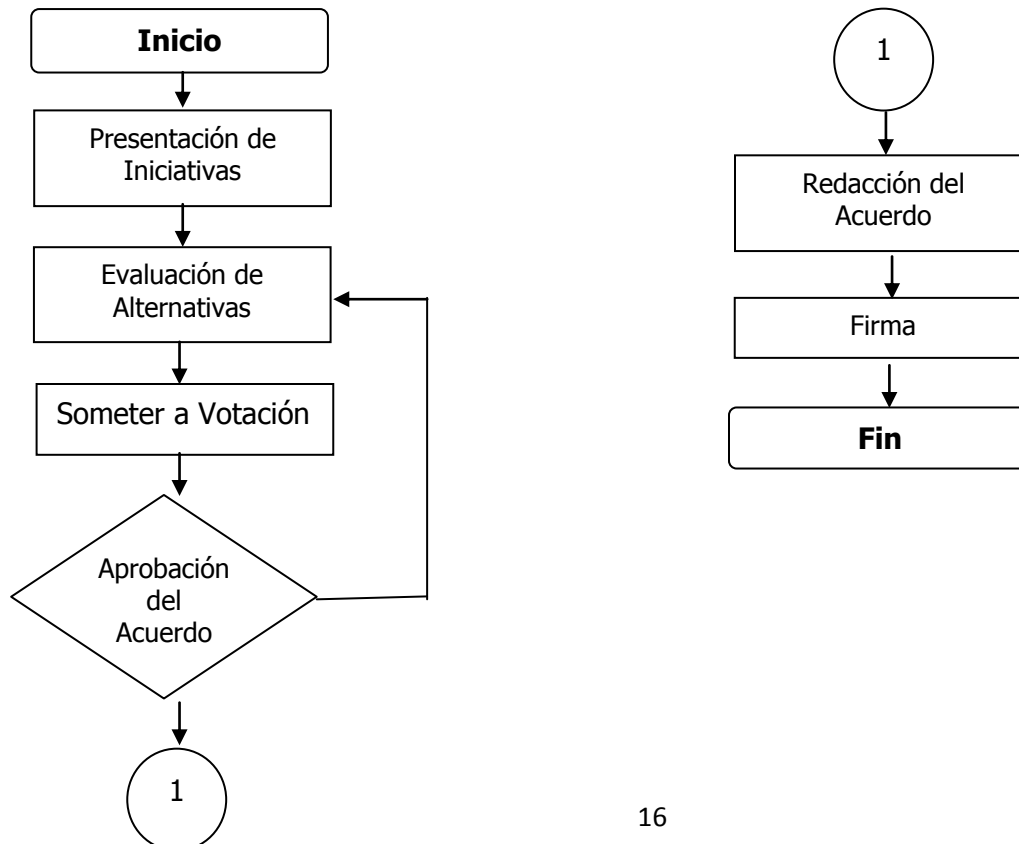 Inicio
Presentación de
Iniciativas
Evaluación de
Alternativas
Someter a Votación
Aprobación
del
Acuerdo
1
1
Redacción del
Acuerdo
Firma
Fin
16